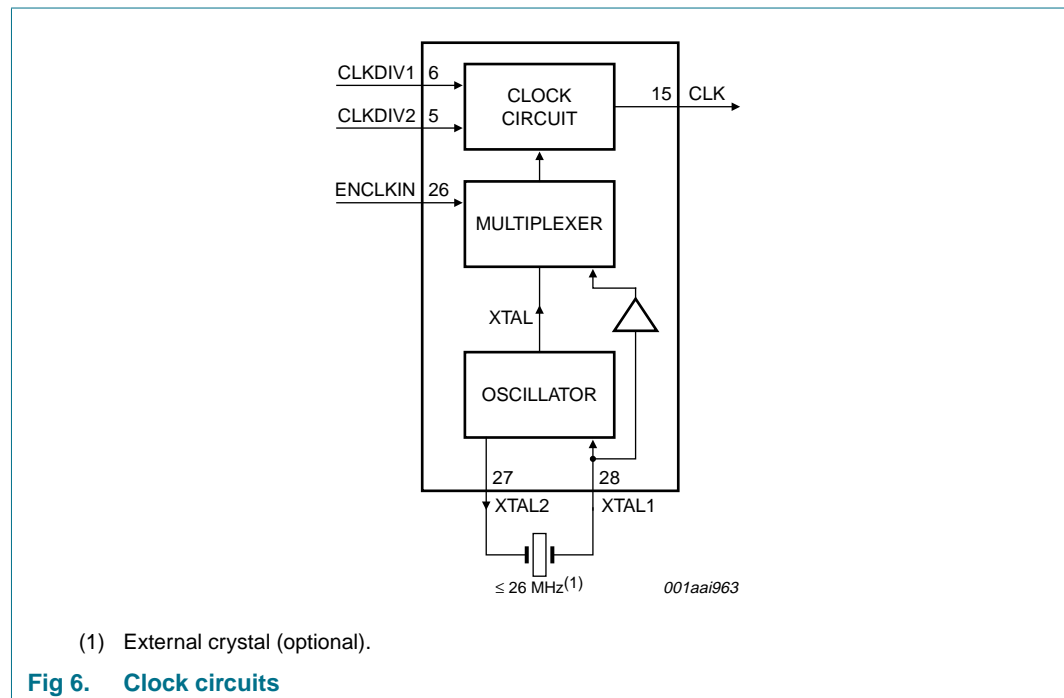 CLKDIV1 6
CLOCK
CIRCUIT
15 CLK
CLKDIV2 5
ENCLKIN 26
MULTIPLEXER
XTAL
OSCILLATOR
27 28
XTAL2 XTAL1
≤ 26 MHz(1)
001aai963
(1) External crystal (optional).
Fig 6. Clock circuits